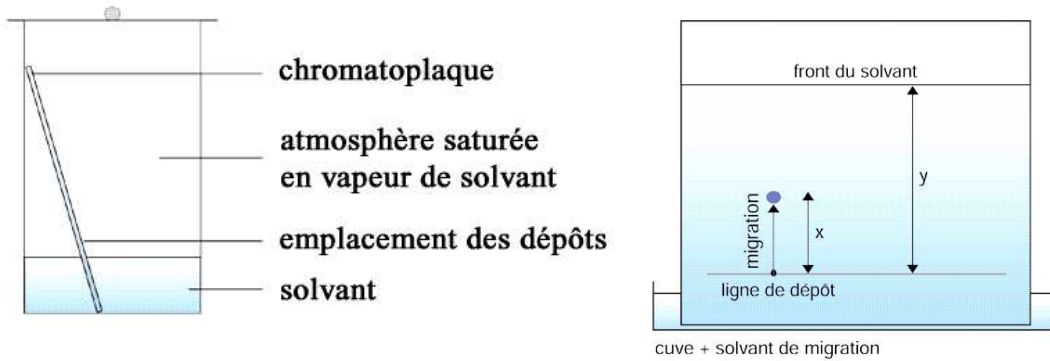 chromatoplaque
atmosphère saturée
en vapeur de solvant
emplacement des dépôts
solvant
front du solvant
y
migration
x
ligne de dépôt
cuve + solvant de migration